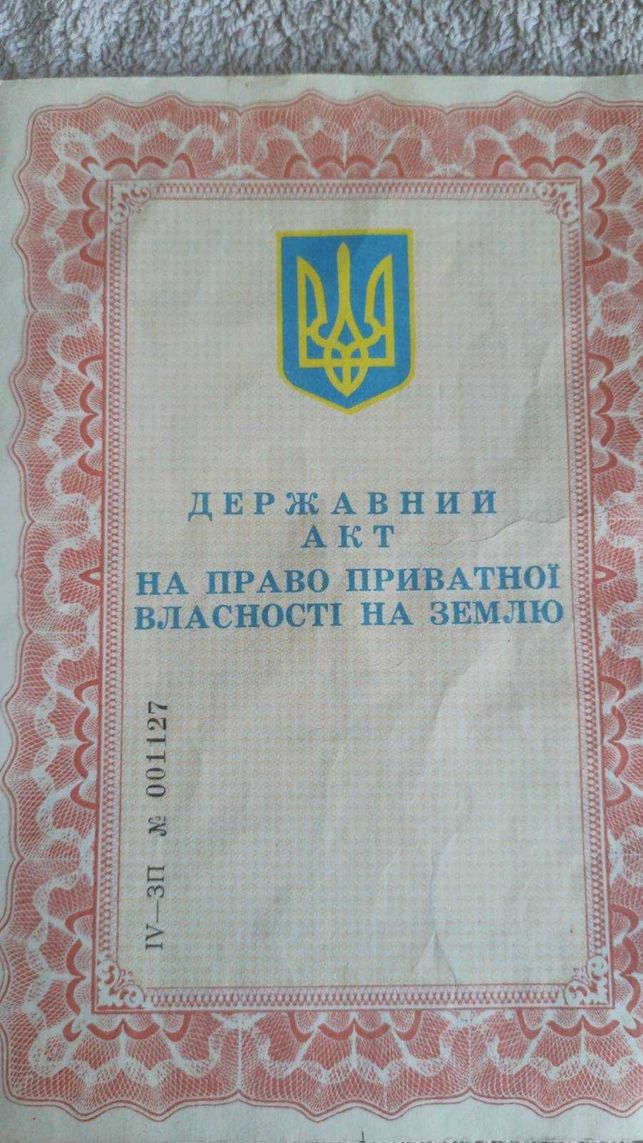 ДЕРЖАВНИЙ
АКТ
НА ПРАВО ПРИВАТНОЇ
ВЛАСНОСТІ НА ЗЕМЛЮ
IV—ЗП № 001127